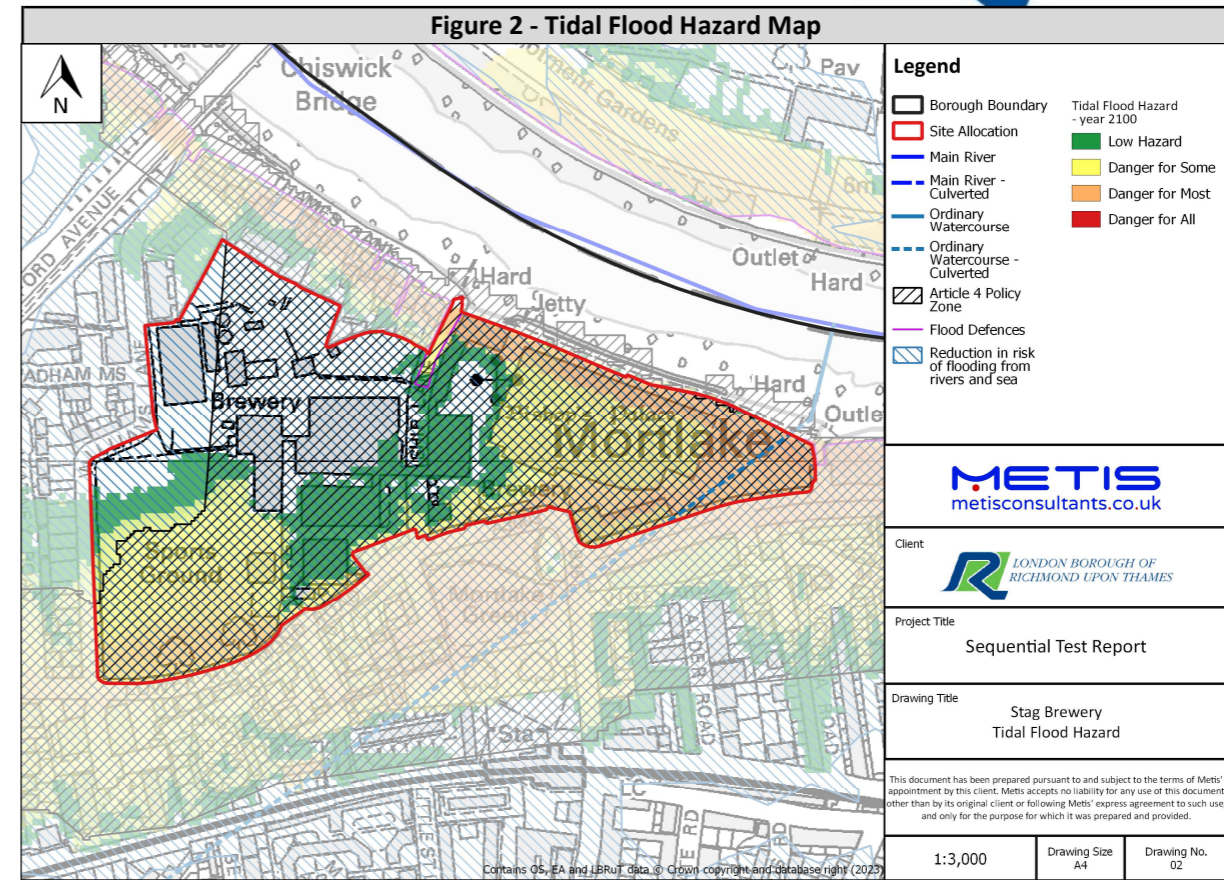 Figure 2 - Tidal Flood Hazard Map
N
Chiswick
Bridge
Pav
Gardens
6m
AVENUE
BANK
Outlet
Hard
Hard
Jetty
Hard
ADHAM MS
Brewery
Mortlake
Brewery
Sports
Ground
Sta
ROAD
LC
Contains OS, EA and LBRuT data © Crown copyright and database right (2023)
Legend
Borough Boundary
Site Allocation
Main River
Main River -
Culverted
Ordinary
Watercourse
Ordinary
Watercourse -
Culverted
Article 4 Policy
Zone
Flood Defences
Reduction in risk
of flooding from
rivers and sea
Tidal Flood Hazard
- year 2100
Low Hazard
Danger for Some
Danger for Most
Danger for All
METIS
metisconsultants.co.uk
Client
LONDON BOROUGH OF
RICHMOND UPON THAMES
Project Title
Sequential Test Report
Drawing Title
Stag Brewery
Tidal Flood Hazard
This document has been prepared pursuant to and subject to the terms of Metis'
appointment by this client. Metis accepts no liability for any use of this document
other than by its original client or following Metis' express agreement to such use,
and only for the purpose for which it was prepared and provided.
1:3,000
Drawing Size
A4
Drawing No.
02